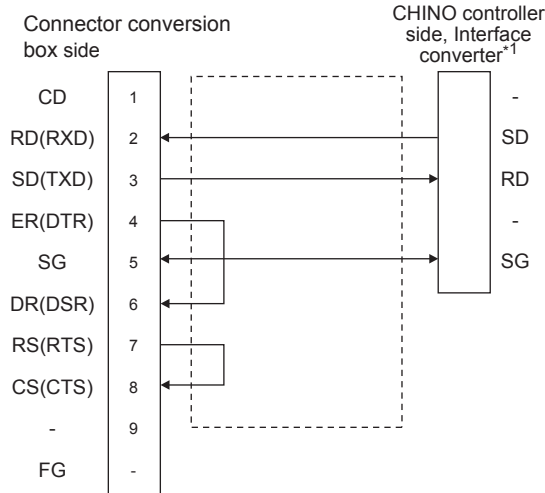 Connector conversion
box side
CHINO controller
side, Interface
converter*1
CD 1 -
RD(RXD) 2 SD
SD(TXD) 3 RD
ER(DTR) 4 -
SG 5 SG
DR(DSR) 6
RS(RTS) 7
CS(CTS) 8
- 9
FG -